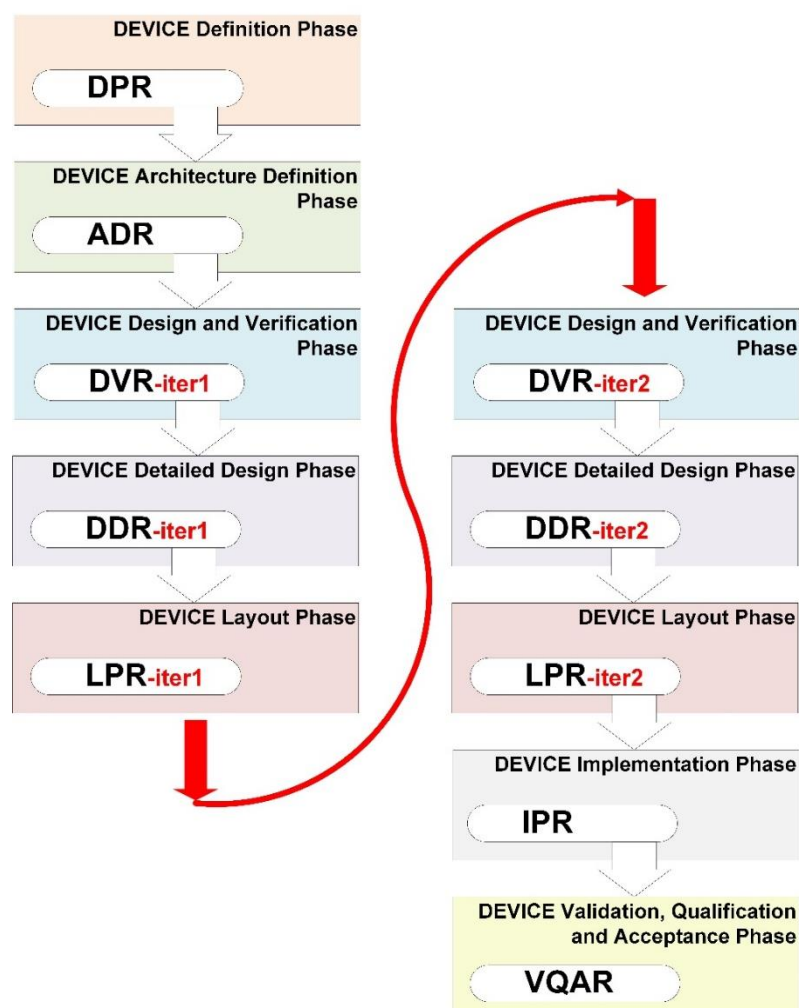 DEVICE Definition Phase
DPR
DEVICE Architecture Definition
Phase
ADR
DEVICE Design and Verification
Phase
DVR-iter1
DEVICE Detailed Design Phase
DDR-iter1
DEVICE Layout Phase
LPR-iter1
DEVICE Design and Verification
Phase
DVR-iter2
DEVICE Detailed Design Phase
DDR-iter2
DEVICE Layout Phase
LPR-iter2
DEVICE Implementation Phase
IPR
DEVICE Validation, Qualification
and Acceptance Phase
VQAR